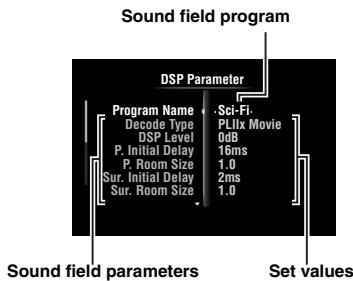 Sound field program
DSP Parameter
Program Name Sci-Fi
Decode Type PLIIx Movie
DSP Level 0dB
P. Initial Delay 16ms
P. Room Size 1.0
Sur. Initial Delay 2ms
Sur. Room Size 1.0
Sound field parameters Set values